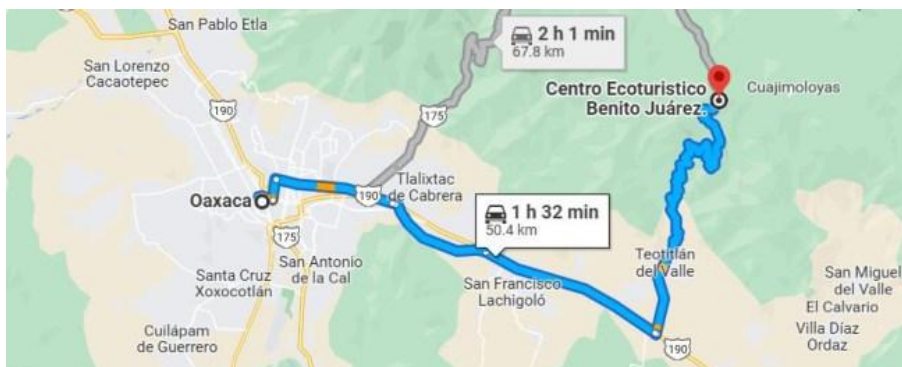 San Pablo Etla
2 h 1 min
67.8 km
San Lorenzo
Cacaotepec
190
Centro Ecoturistico
Benito Juárez.
Cuajimoloyas
175
Tlalixtac
de Cabrera
190
Oaxaca
1 h 32 min
50.4 km
175
San Antonio
de la Cal
Teotitlán
del Valle
Santa Cruz
Xoxocotlán
San Francisco
Lachigoló
San Miguel
del Valle
El Calvario
Villa Díaz
Ordaz
Cuilápam
de Guerrero
190